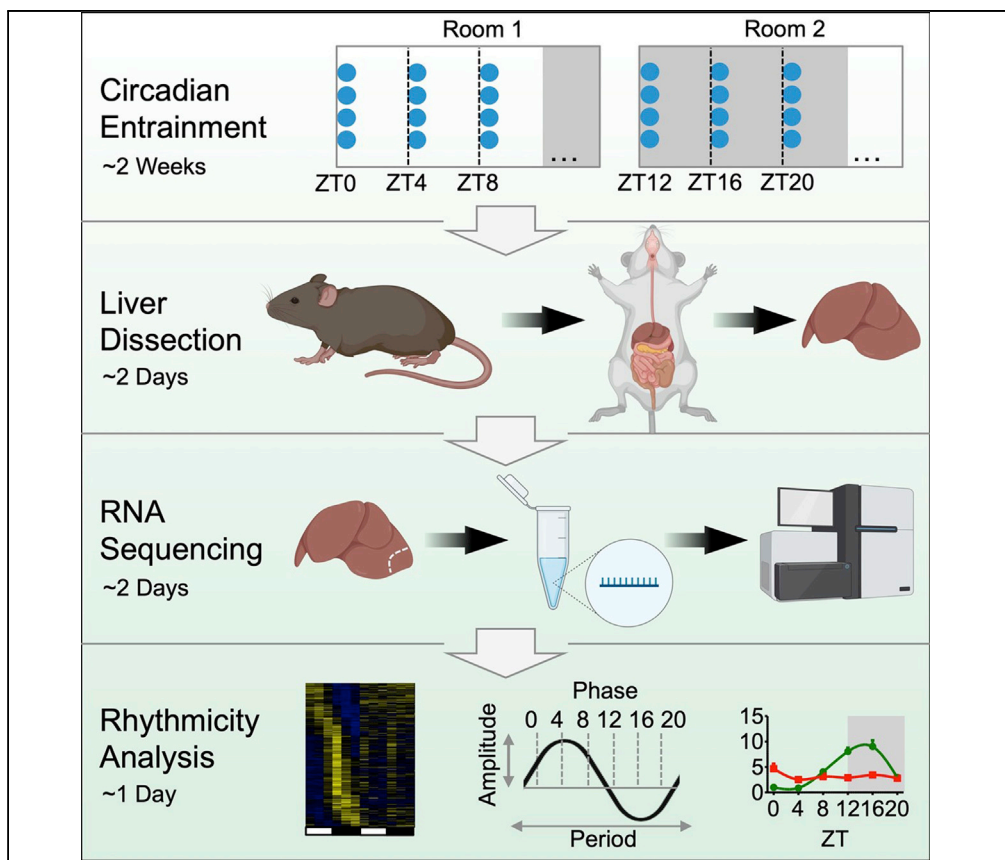 Room 1
Room 2
Circadian
Entrainment
~2 Weeks
...
...
ZT0
ZT4
ZT8
ZT12
ZT16
ZT20
Liver
Dissection
~2 Days
RNA
Sequencing
~2 Days
Rhythmicity
Analysis
~1 Day
Phase
0 4 8 12 16 20
Amplitude
Period
15
10
5
0
0 4 8 12 16 20
ZT